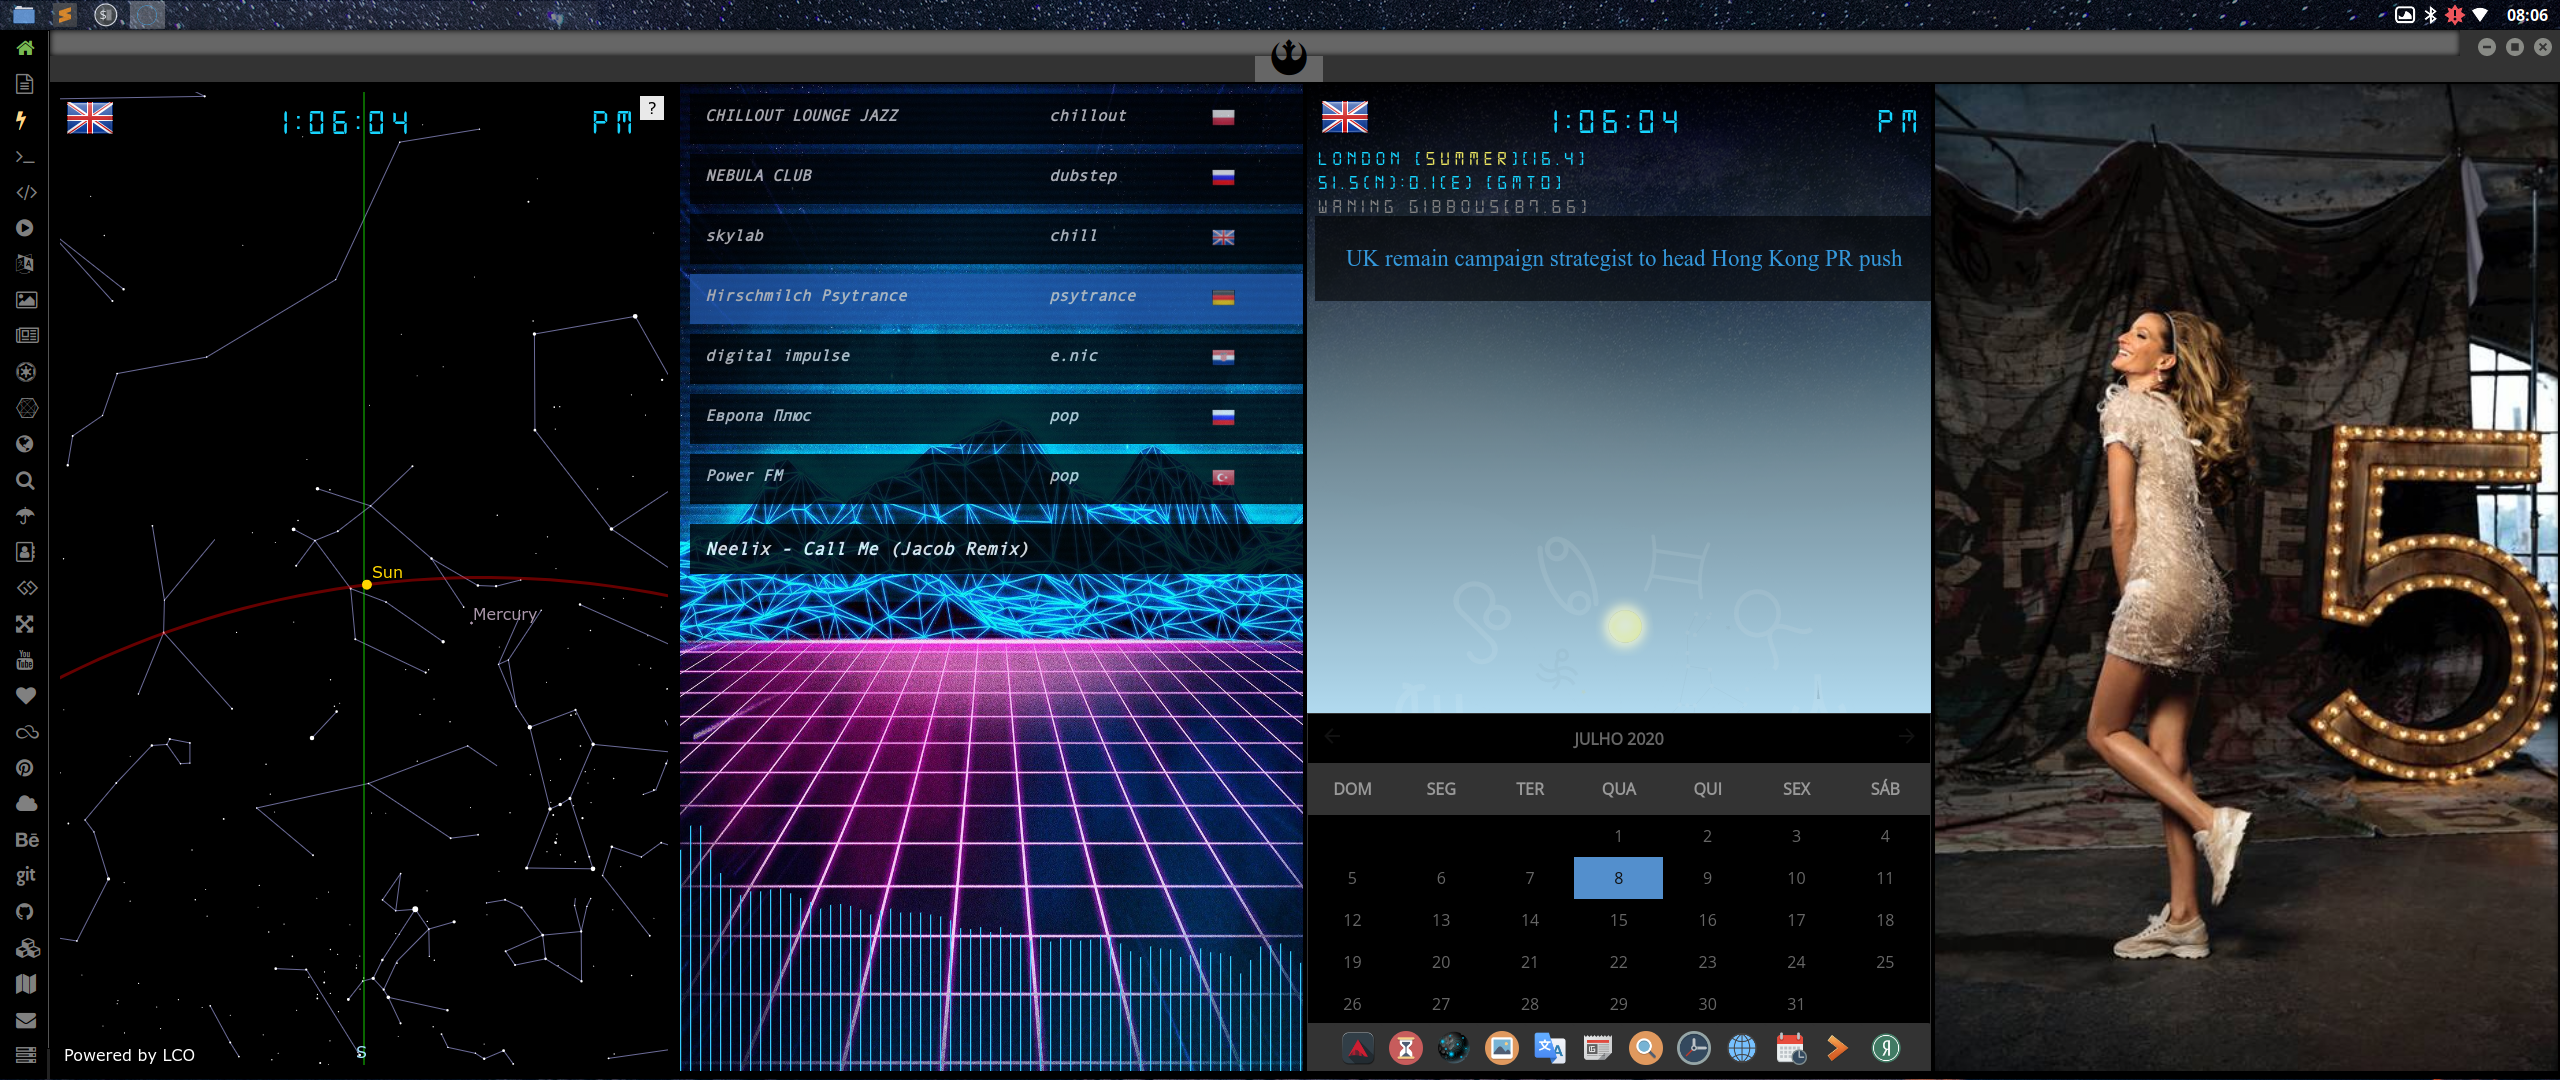 08:06
1:06:04 PM
?
Sun
Mercury
S
Powered by LCO
CHILLOUT LOUNGE JAZZ chillout
NEBULA CLUB dubstep
skylab chill
Hirschmilch Psytrance psytrance
digital impulse e.nic
Европа Плюс pop
Power FM pop
Neelix - Call Me (Jacob Remix)
1:06:04 PM
LONDON [SUMMER][16.4]
51.5(N):0.1(E) [GMT0]
WANING GIBBOUS[87.66]
UK remain campaign strategist to head Hong Kong PR push
JULHO 2020
DOM SEG TER QUA QUI SEX SÁB
1 2 3 4
5 6 7 8 9 10 11
12 13 14 15 16 17 18
19 20 21 22 23 24 25
26 27 28 29 30 31
You Tube
Bē
git
5